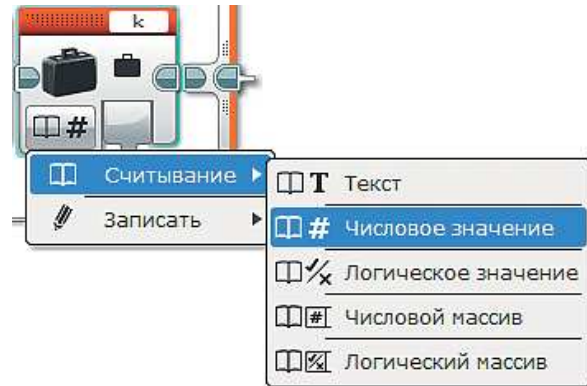 k
#
Считывание
Записать
T Текст
# Числовое значение
Логическое значение
# Числовой массив
Логический массив